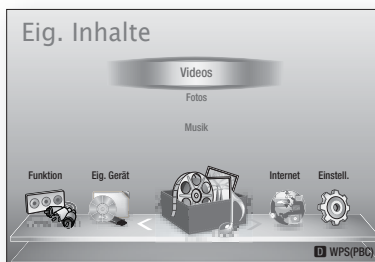 Eig. Inhalte
Videos
Fotos
Musik
Funktion Eig. Gerät Internet Einstell.
D WPS(PBC)